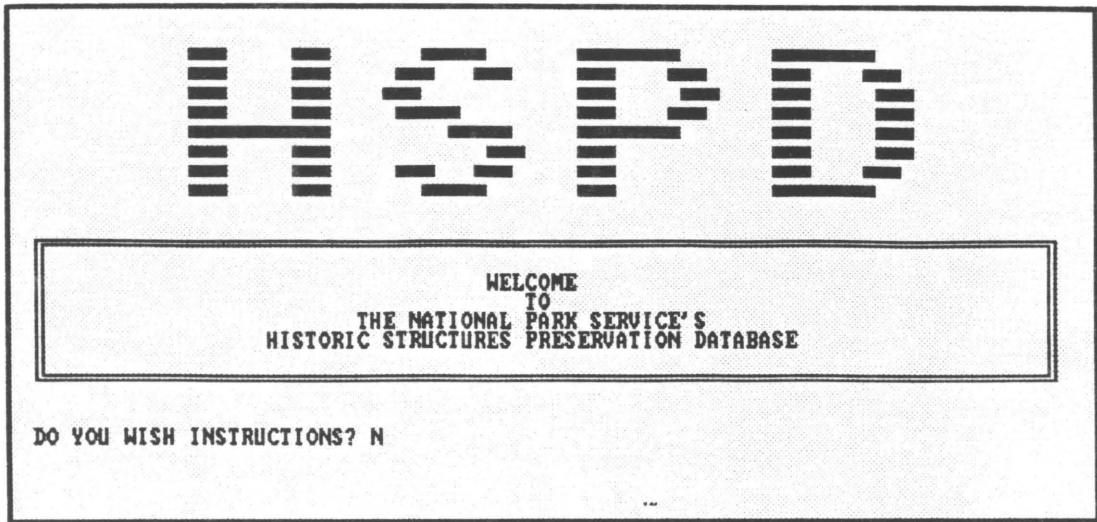 HSPD
WELCOME
TO
THE NATIONAL PARK SERVICE'S
HISTORIC STRUCTURES PRESERVATION DATABASE
DO YOU WISH INSTRUCTIONS? N